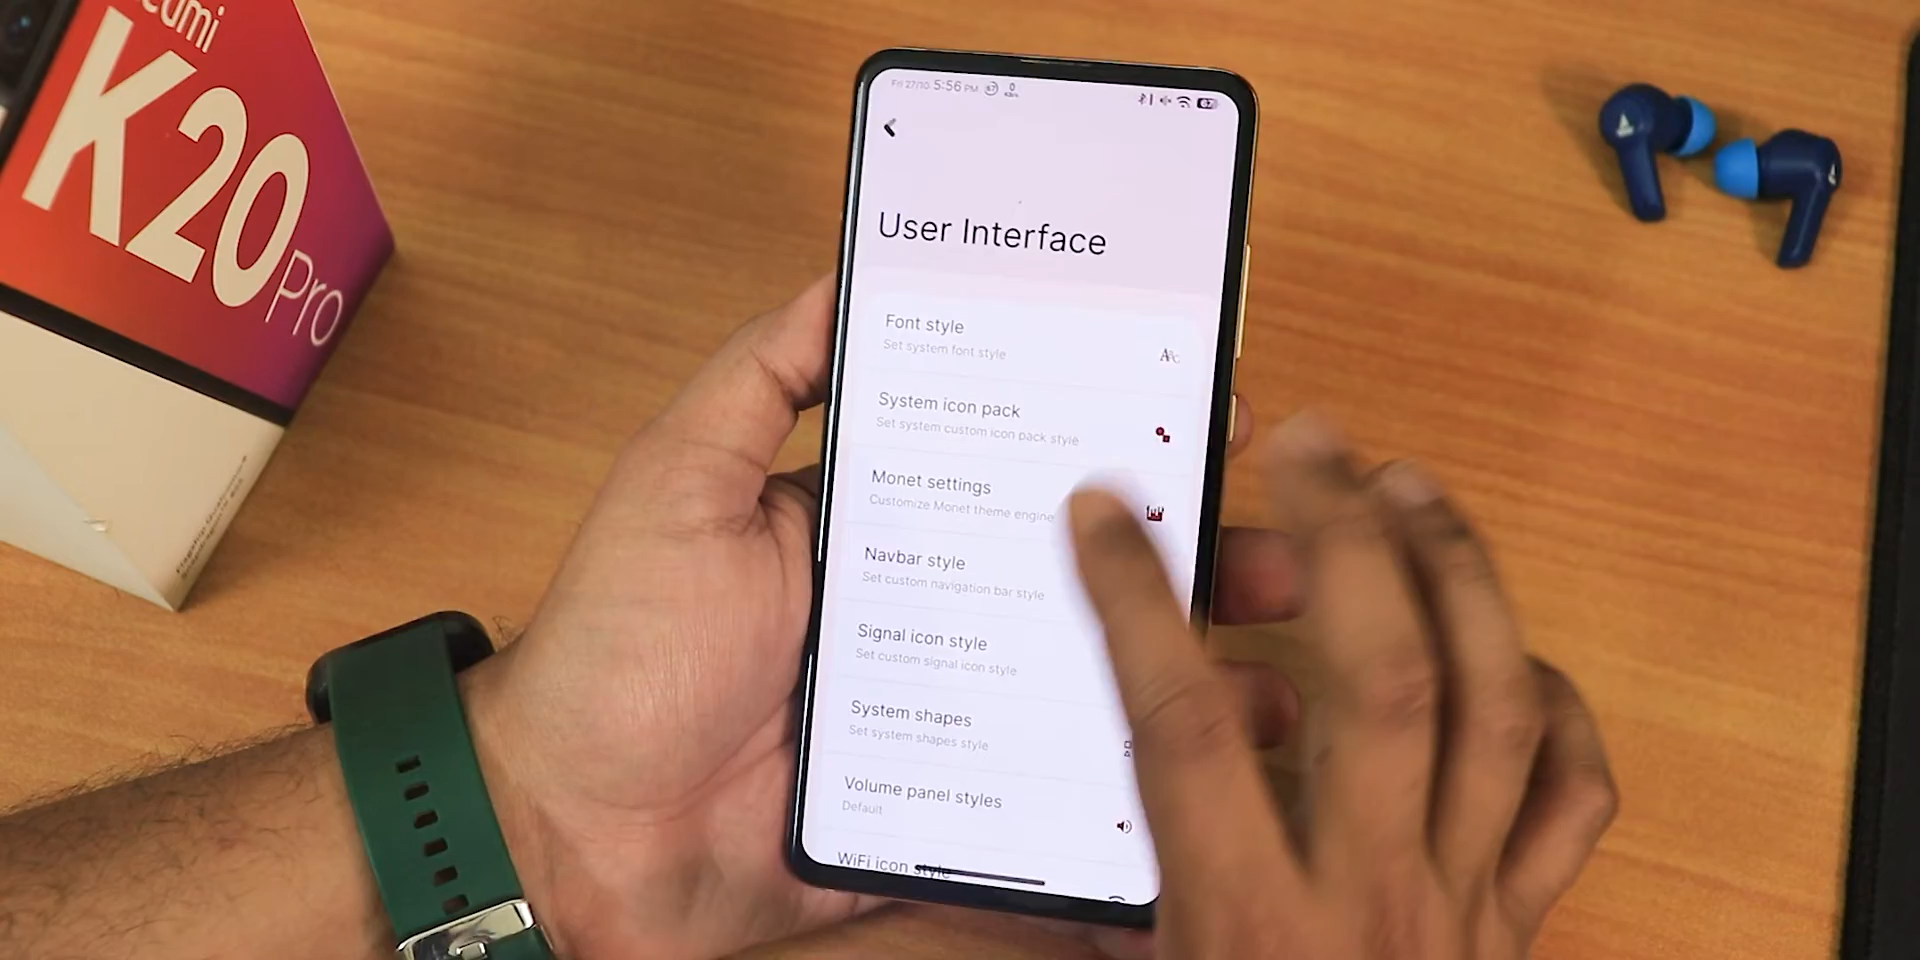 K20
Pro
Fri 27/10 5:56 PM 67 0
67
User Interface
Font style
Set system font style
System icon pack
Set system custom icon pack style
Monet settings
Customize Monet theme engine
Navbar style
Set custom navigation bar style
Signal icon style
Set custom signal icon style
System shapes
Set system shapes style
Volume panel styles
Default
WiFi icon style